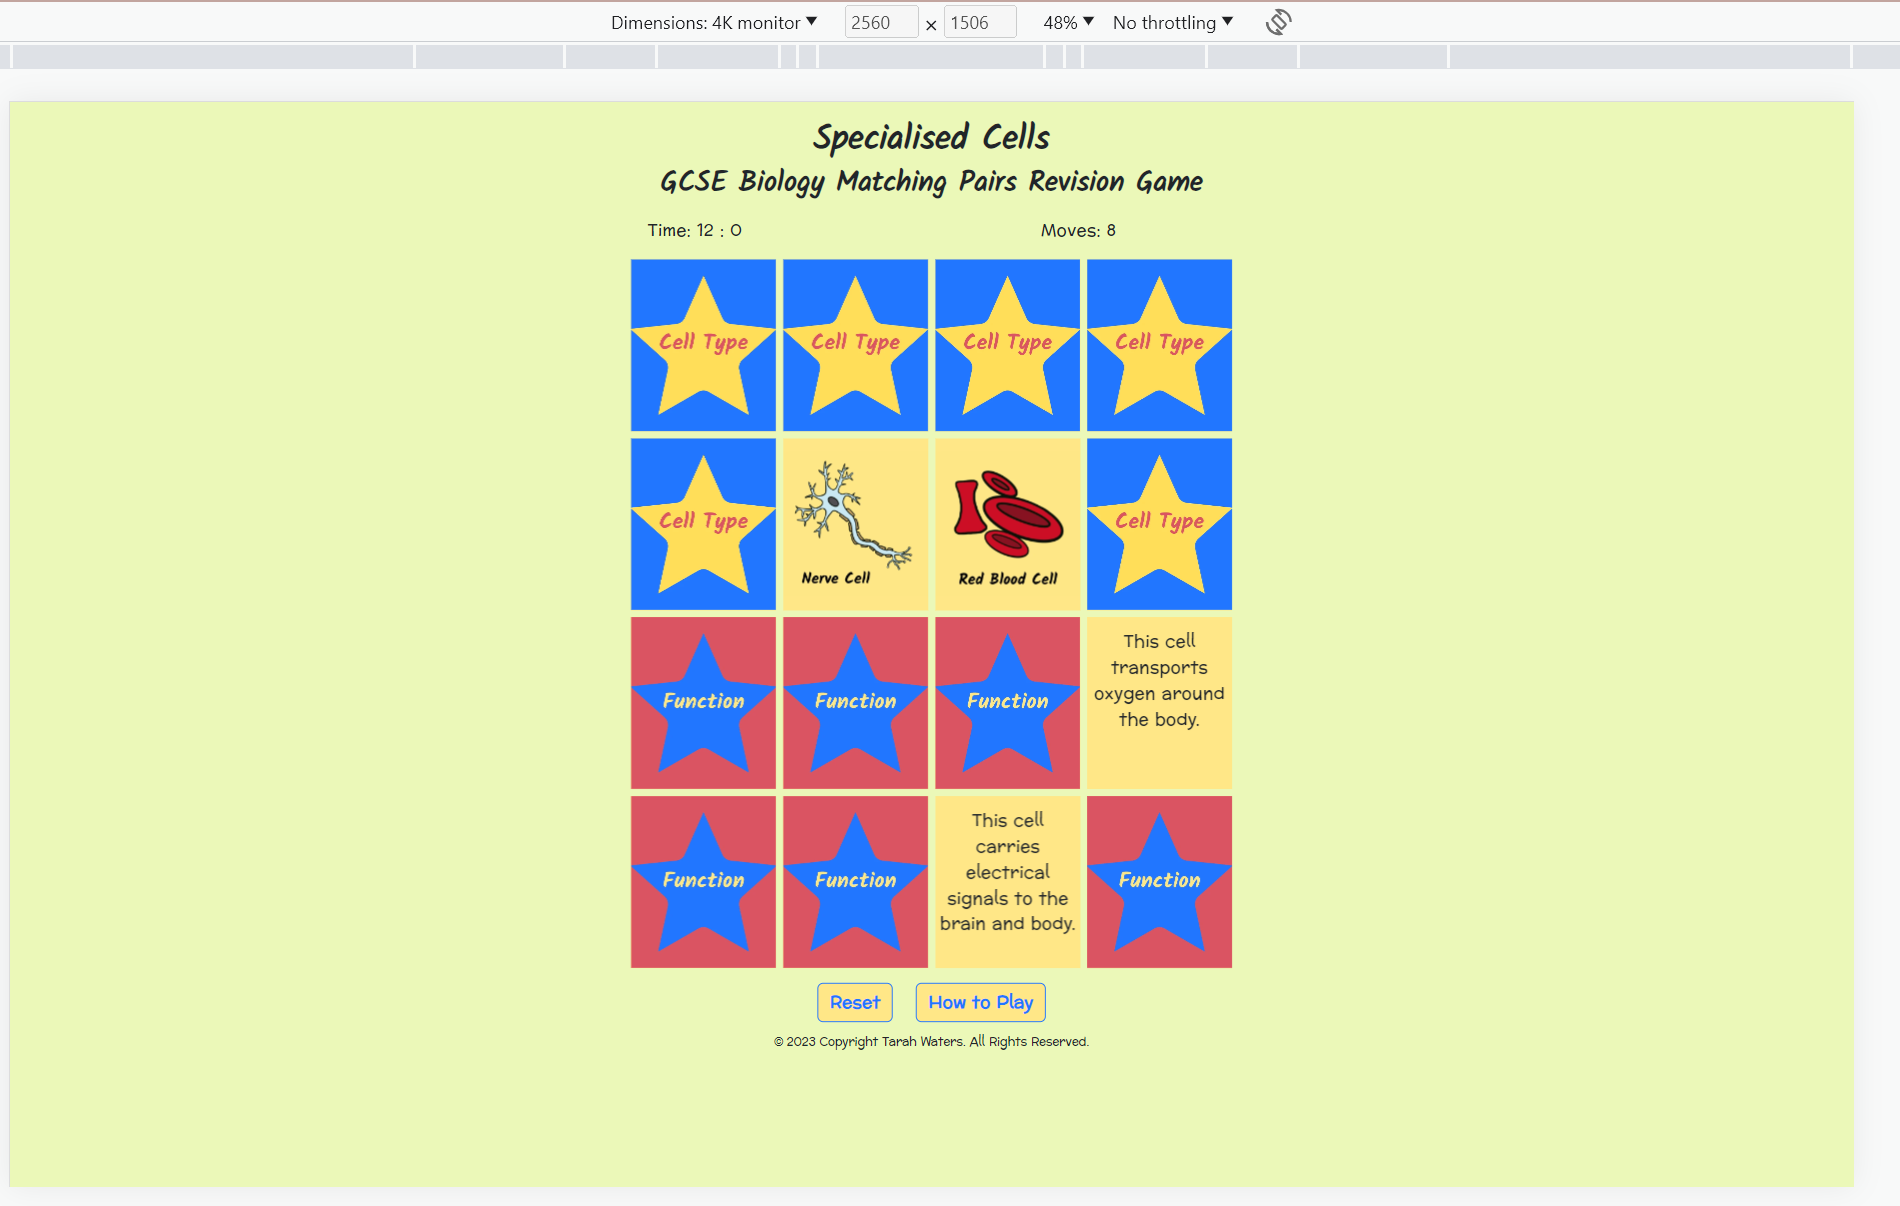 Dimensions: 4K monitor 2560 × 1506 48% No throttling
Specialised Cells
GCSE Biology Matching Pairs Revision Game
Time: 12 : 0 Moves: 8
Cell Type Cell Type Cell Type Cell Type
Cell Type Nerve Cell Red Blood Cell Cell Type
Function Function Function
This cell
transports
oxygen around
the body.
Function Function
This cell
carries
electrical
signals to the
brain and body.
Function
Reset How to Play
© 2023 Copyright Tarah Waters. All Rights Reserved.